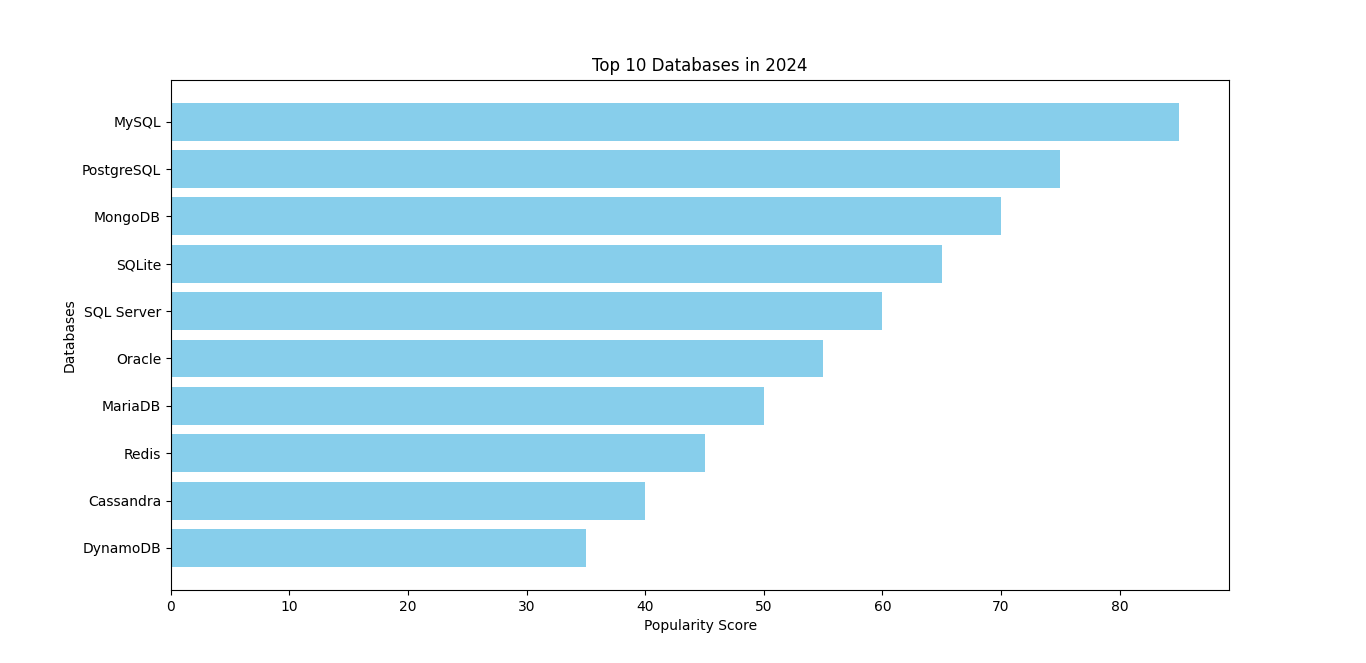 Top 10 Databases in 2024
MySQL
PostgreSQL
MongoDB
SQLite
SQL Server
Oracle
MariaDB
Redis
Cassandra
DynamoDB
Databases
0 10 20 30 40 50 60 70 80
Popularity Score